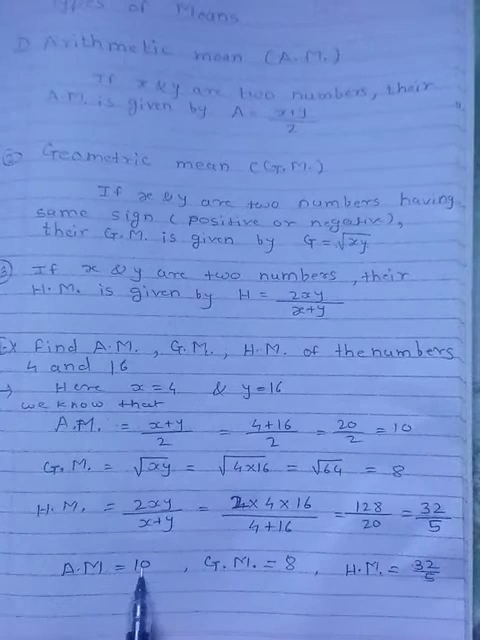 Types of Means
1) Arithmetic mean (A.M.)
If x & y are two numbers, their
A.M. is given by A = x+y/2
② Geometric mean (G.M.)
If x & y are two numbers having
same sign (positive or negative),
their G.M. is given by G = √xy
③ If x & y are two numbers, their
H.M. is given by H = 2xy/x+y
Ex find A.M., G.M., H.M. of the numbers
4 and 16
→ Here x = 4 & y = 16
we know that
A.M. = x+y/2 = 4+16/2 = 20/2 = 10
G.M. = √xy = √4×16 = √64 = 8
H.M. = 2xy/x+y = 2×4×16/4+16 = 128/20 = 32/5
A.M = 10 , G.M. = 8 , H.M. = 32/5